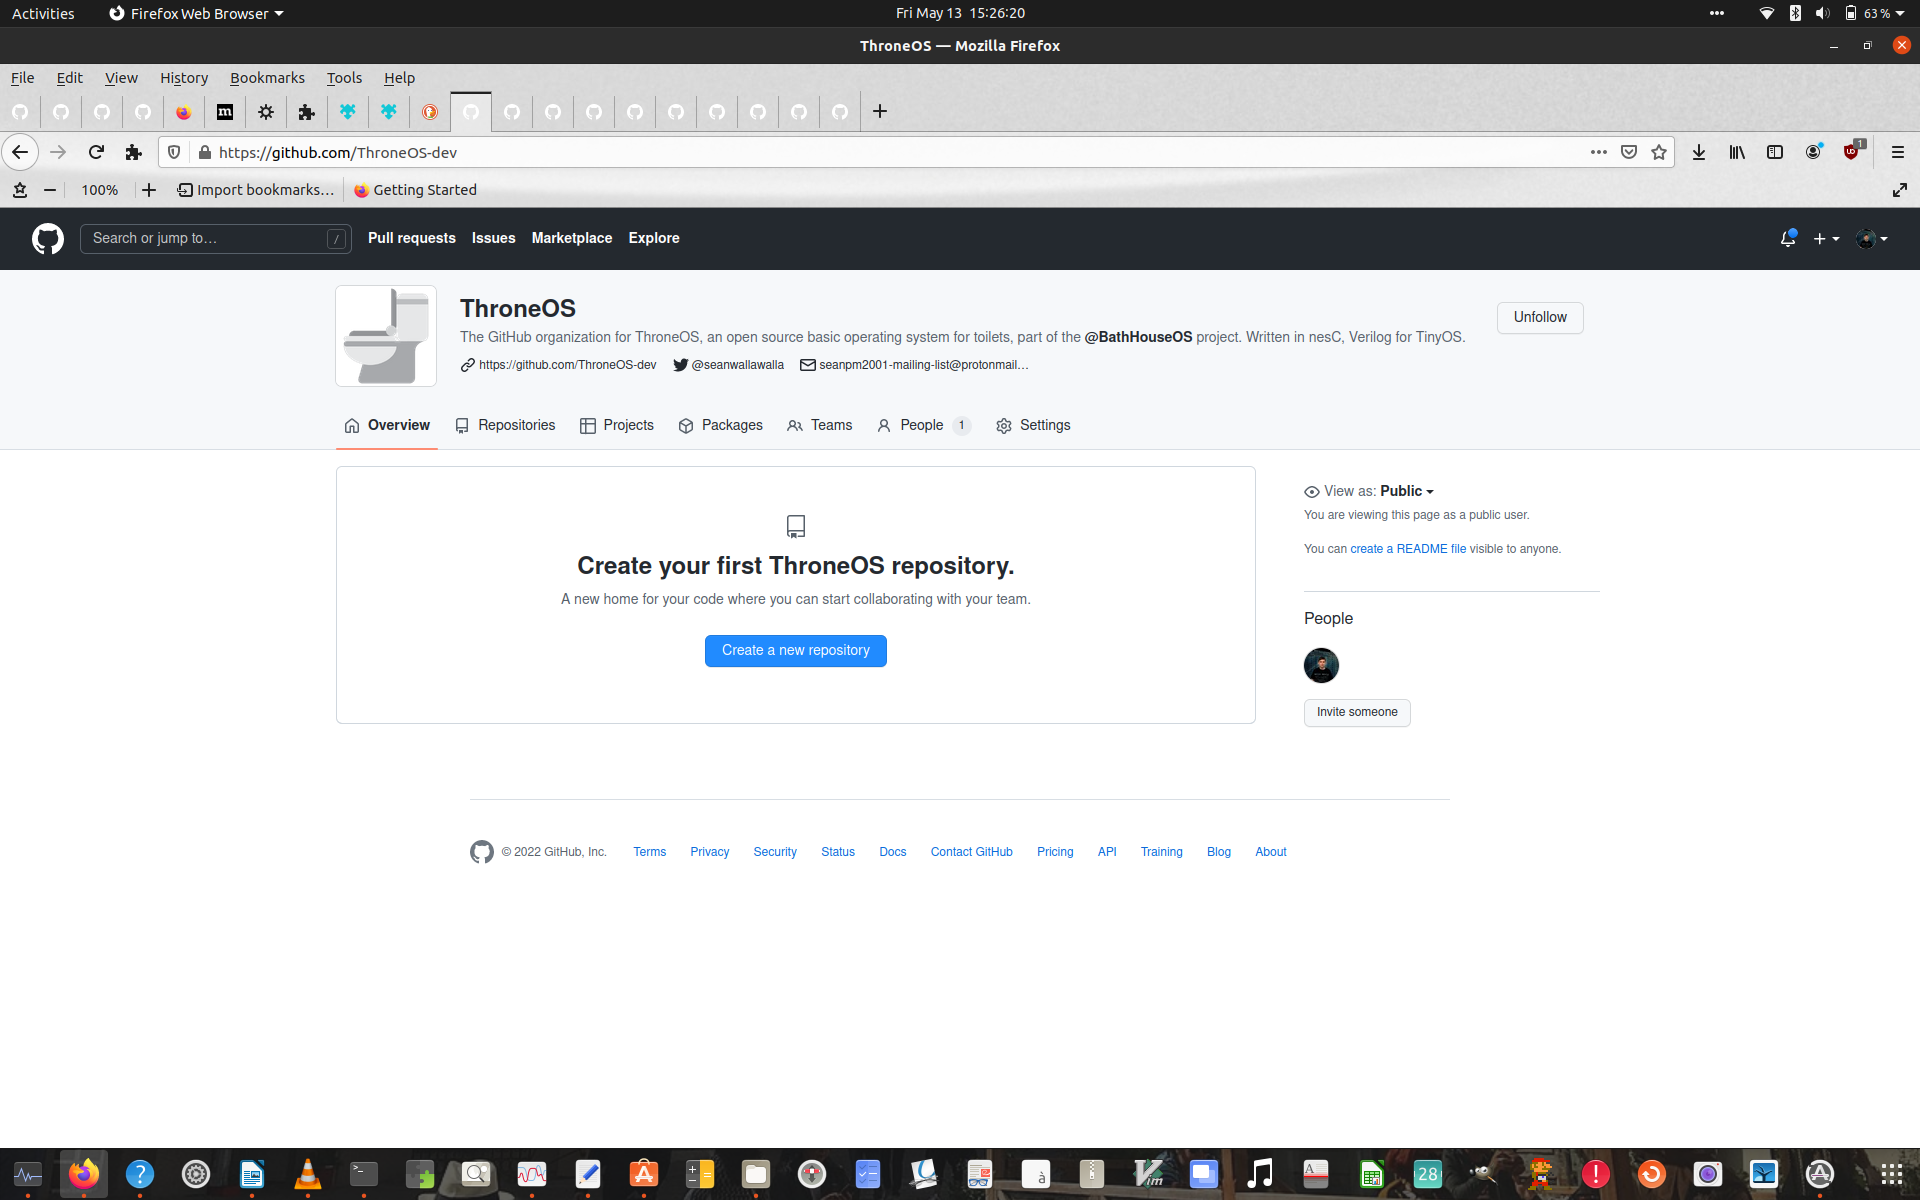 Activities
Firefox Web Browser
Fri May 13 15:26:20
63 %
ThroneOS — Mozilla Firefox
File Edit View History Bookmarks Tools Help
https://github.com/ThroneOS-dev
1
100%
Import bookmarks…
Getting Started
Search or jump to…
/
Pull requests
Issues
Marketplace
Explore
ThroneOS
The GitHub organization for ThroneOS, an open source basic operating system for toilets, part of the @BathHouseOS project. Written in nesC, Verilog for TinyOS.
https://github.com/ThroneOS-dev
@seanwallawalla
seanpm2001-mailing-list@protonmail…
Unfollow
Overview
Repositories
Projects
Packages
Teams
People 1
Settings
Create your first ThroneOS repository.
A new home for your code where you can start collaborating with your team.
Create a new repository
View as: Public
You are viewing this page as a public user.
You can create a README file visible to anyone.
People
Invite someone
© 2022 GitHub, Inc.
Terms
Privacy
Security
Status
Docs
Contact GitHub
Pricing
API
Training
Blog
About
28